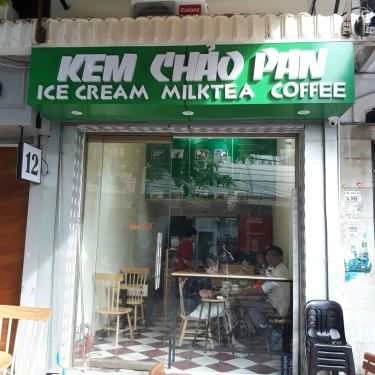 KEM CHẢO PAN
ICE CREAM MILKTEA COFFEE
12